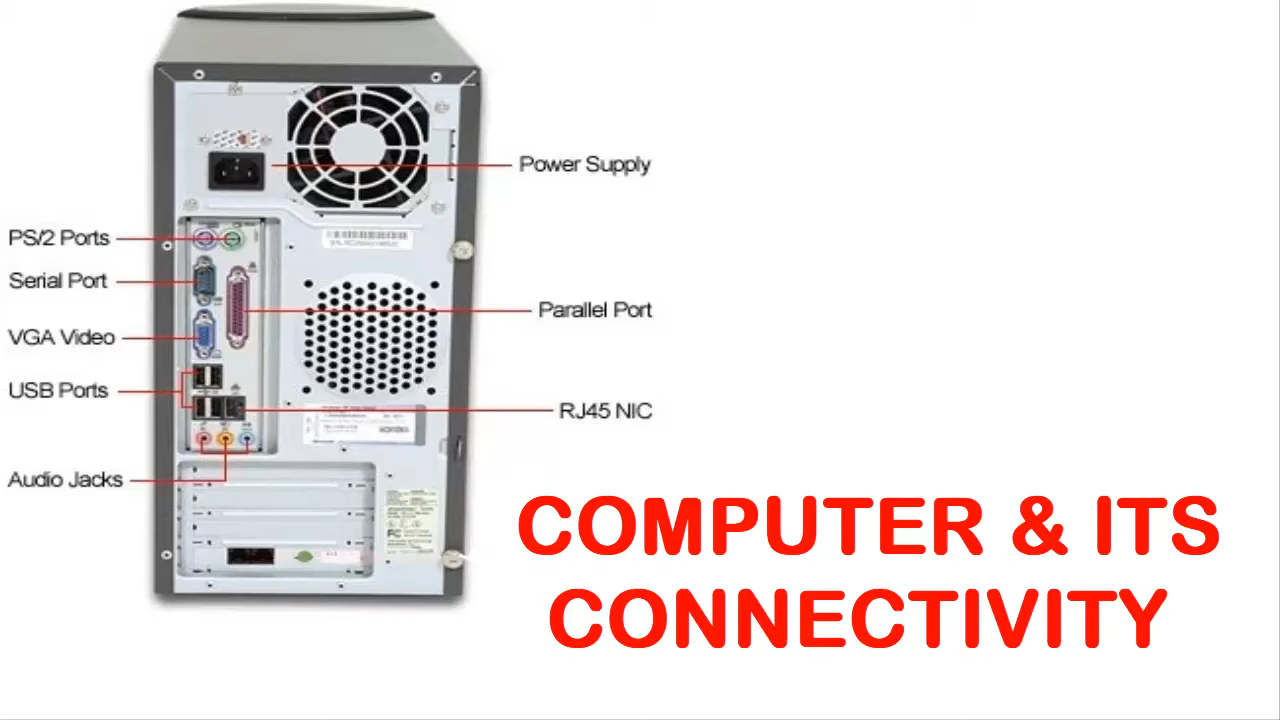 Power Supply
PS/2 Ports
Serial Port
Parallel Port
VGA Video
USB Ports
RJ45 NIC
Audio Jacks
COMPUTER & ITS
CONNECTIVITY